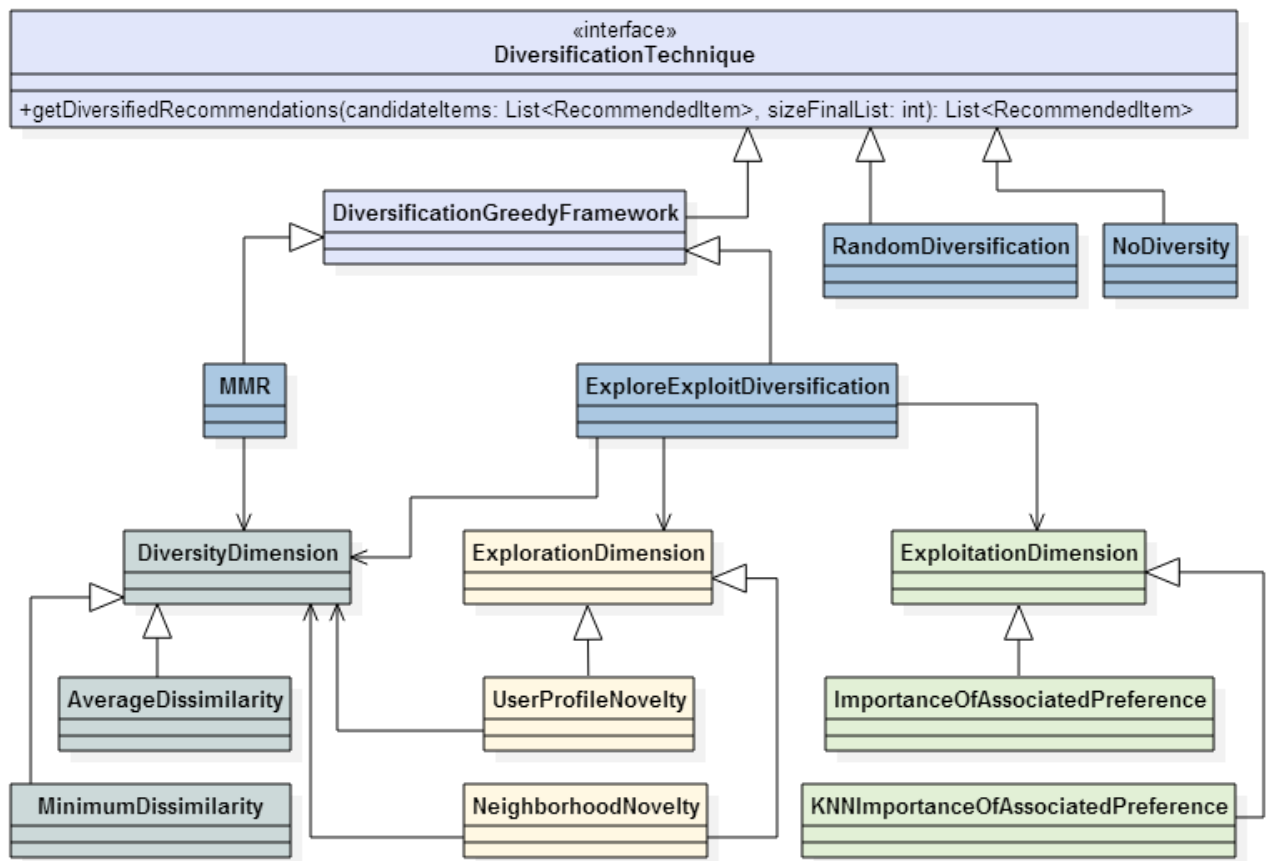 «interface»
DiversificationTechnique
+getDiversifiedRecommendations(candidateItems: List<RecommendedItem>, sizeFinalList: int): List<RecommendedItem>
DiversificationGreedyFramework
RandomDiversification
NoDiversity
MMR
ExploreExploitDiversification
DiversityDimension
ExplorationDimension
ExploitationDimension
AverageDissimilarity
UserProfileNovelty
ImportanceOfAssociatedPreference
MinimumDissimilarity
NeighborhoodNovelty
KNNImportanceOfAssociatedPreference